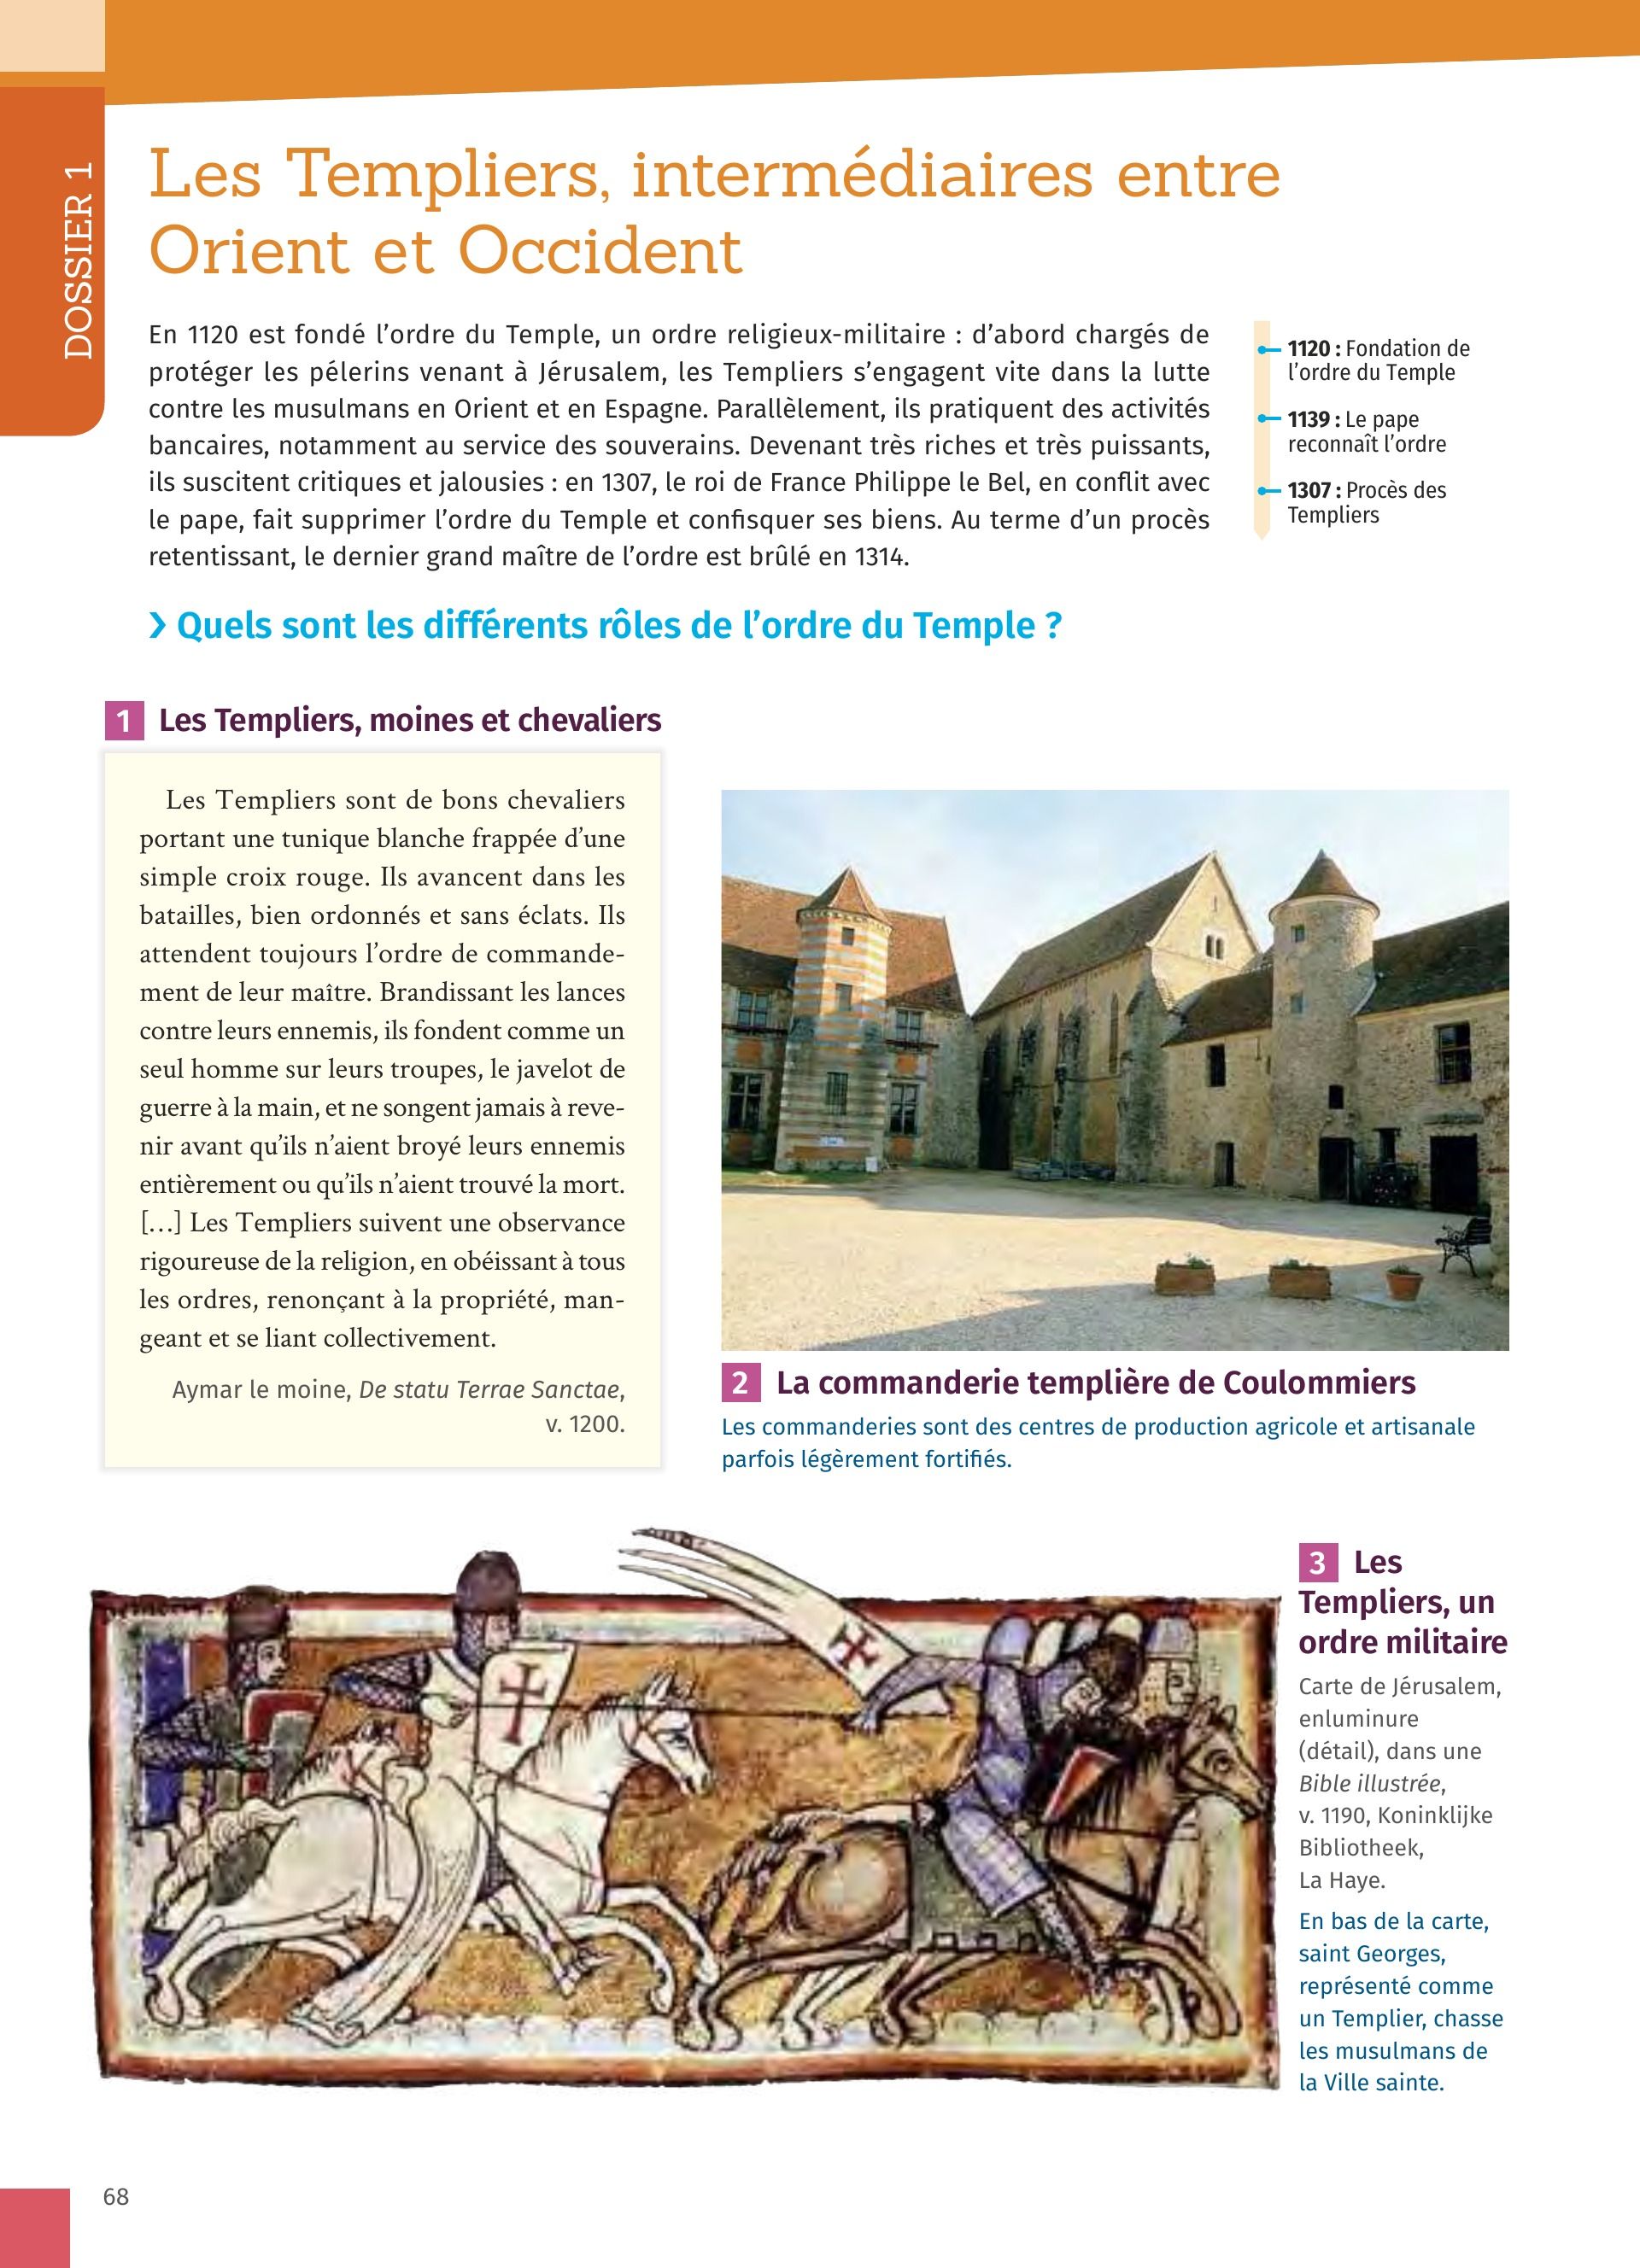 DOSSIER 1
Les Templiers, intermédiaires entre
Orient et Occident
En 1120 est fondé l’ordre du Temple, un ordre religieux-militaire : d’abord chargés de
protéger les pélerins venant à Jérusalem, les Templiers s’engagent vite dans la lutte
contre les musulmans en Orient et en Espagne. Parallèlement, ils pratiquent des activités
bancaires, notamment au service des souverains. Devenant très riches et très puissants,
ils suscitent critiques et jalousies : en 1307, le roi de France Philippe le Bel, en conflit avec
le pape, fait supprimer l’ordre du Temple et confisquer ses biens. Au terme d’un procès
retentissant, le dernier grand maître de l’ordre est brûlé en 1314.
1120 : Fondation de
l’ordre du Temple
1139 : Le pape
reconnaît l’ordre
1307 : Procès des
Templiers
› Quels sont les différents rôles de l’ordre du Temple ?
1 Les Templiers, moines et chevaliers
Les Templiers sont de bons chevaliers
portant une tunique blanche frappée d’une
simple croix rouge. Ils avancent dans les
batailles, bien ordonnés et sans éclats. Ils
attendent toujours l’ordre de commande-
ment de leur maître. Brandissant les lances
contre leurs ennemis, ils fondent comme un
seul homme sur leurs troupes, le javelot de
guerre à la main, et ne songent jamais à reve-
nir avant qu’ils n’aient broyé leurs ennemis
entièrement ou qu’ils n’aient trouvé la mort.
[…] Les Templiers suivent une observance
rigoureuse de la religion, en obéissant à tous
les ordres, renonçant à la propriété, man-
geant et se liant collectivement.
Aymar le moine, De statu Terrae Sanctae,
v. 1200.
2 La commanderie templière de Coulommiers
Les commanderies sont des centres de production agricole et artisanale
parfois légèrement fortifiés.
3 Les
Templiers, un
ordre militaire
Carte de Jérusalem,
enluminure
(détail), dans une
Bible illustrée,
v. 1190, Koninklijke
Bibliotheek,
La Haye.
En bas de la carte,
saint Georges,
représenté comme
un Templier, chasse
les musulmans de
la Ville sainte.
68